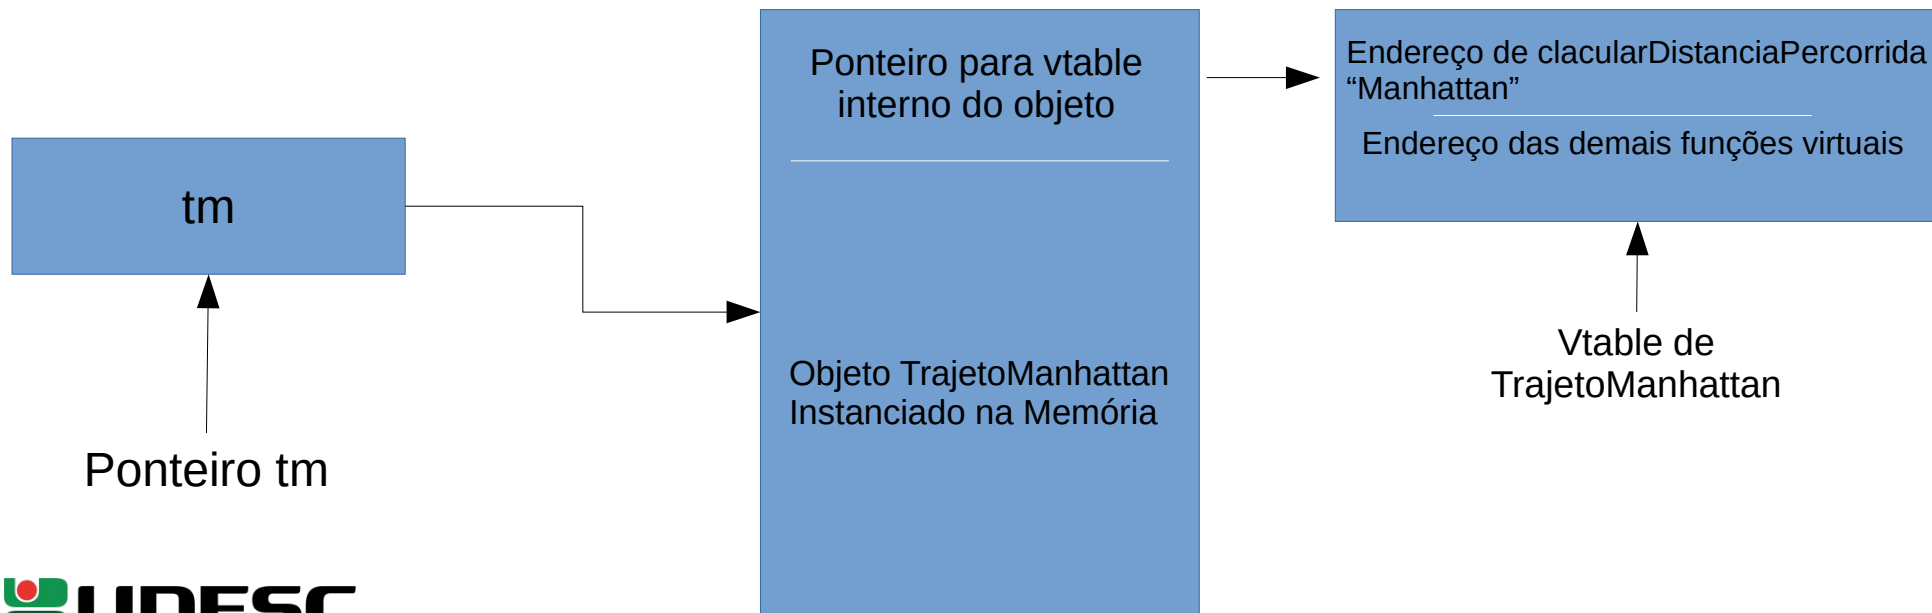 tm
Ponteiro tm
Ponteiro para vtable
interno do objeto
Objeto TrajetoManhattan
Instanciado na Memória
Endereço de clacularDistanciaPercorrida
“Manhattan”
Endereço das demais funções virtuais
Vtable de
TrajetoManhattan
UDESC